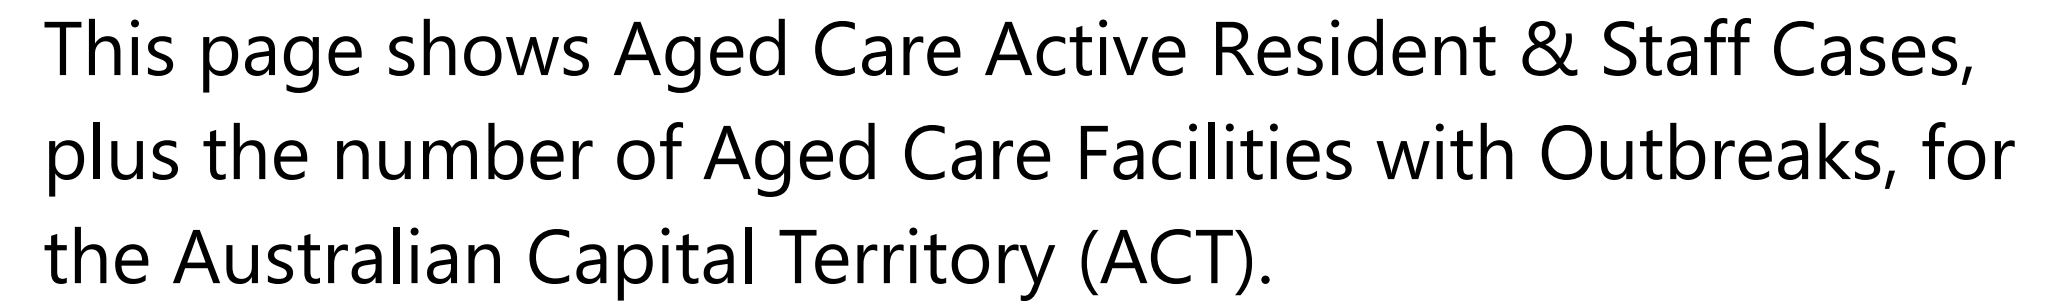 This page shows Aged Care Active Resident & Staff Cases,
plus the number of Aged Care Facilities with Outbreaks, for
the Australian Capital Territory (ACT).